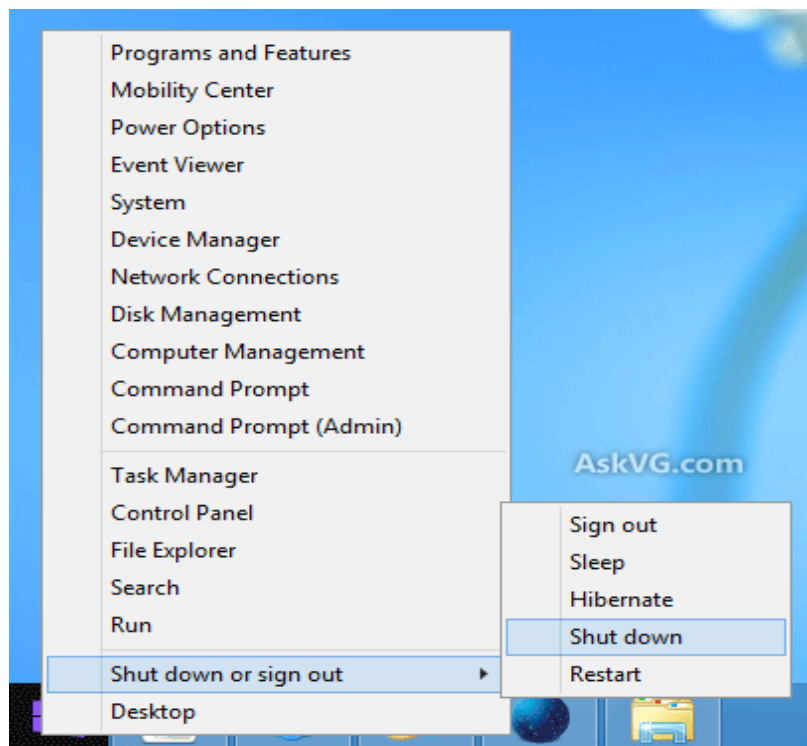 Programs and Features
Mobility Center
Power Options
Event Viewer
System
Device Manager
Network Connections
Disk Management
Computer Management
Command Prompt
Command Prompt (Admin)
Task Manager
Control Panel
File Explorer
Search
Run
Shut down or sign out
Desktop
AskVG.com
Sign out
Sleep
Hibernate
Shut down
Restart